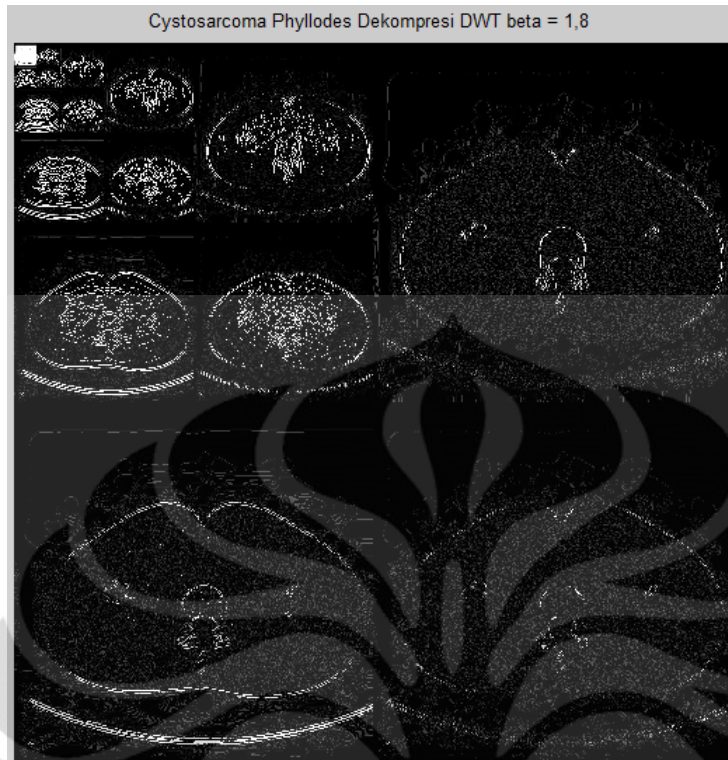 Cystosarcoma Phyllodes Dekompresi DWT beta = 1,8